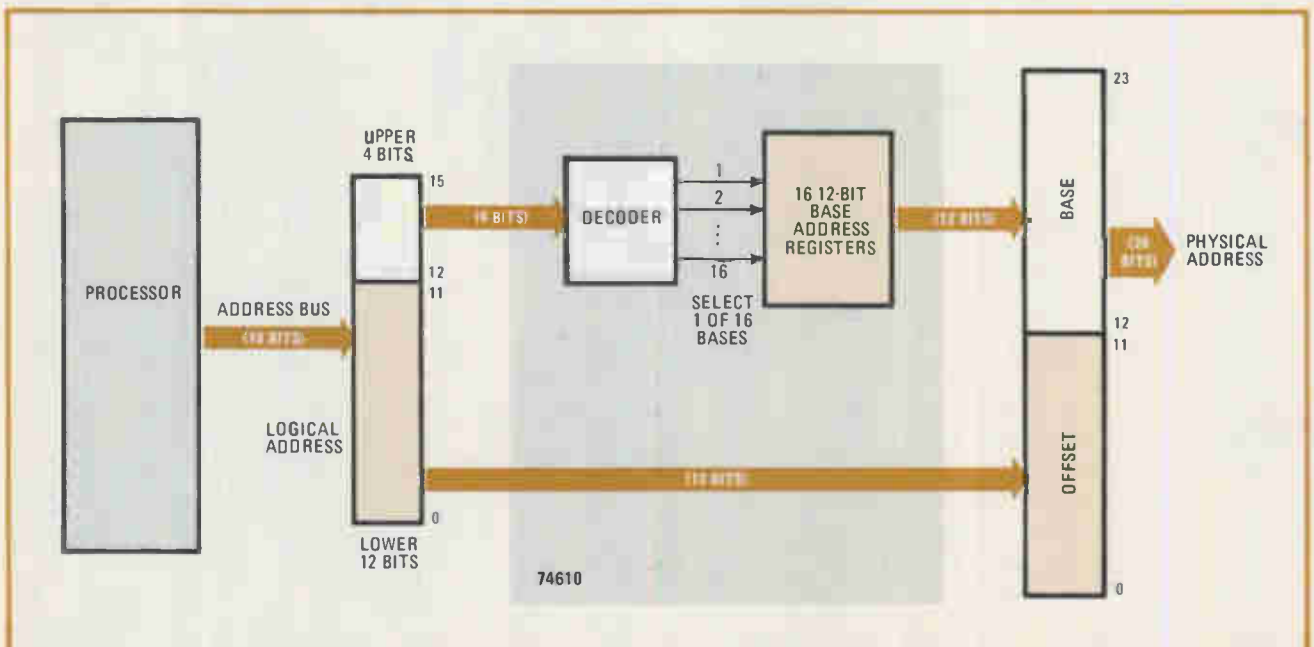 PROCESSOR
ADDRESS BUS
(16 BITS)
UPPER
4 BITS
15
12
11
0
LOGICAL
ADDRESS
LOWER
12 BITS
(4 BITS)
DECODER
1
2
⋮
16
SELECT
1 OF 16
BASES
16 12-BIT
BASE
ADDRESS
REGISTERS
(12 BITS)
(12 BITS)
74610
23
BASE
12
11
OFFSET
0
BITS)
PHYSICAL
ADDRESS